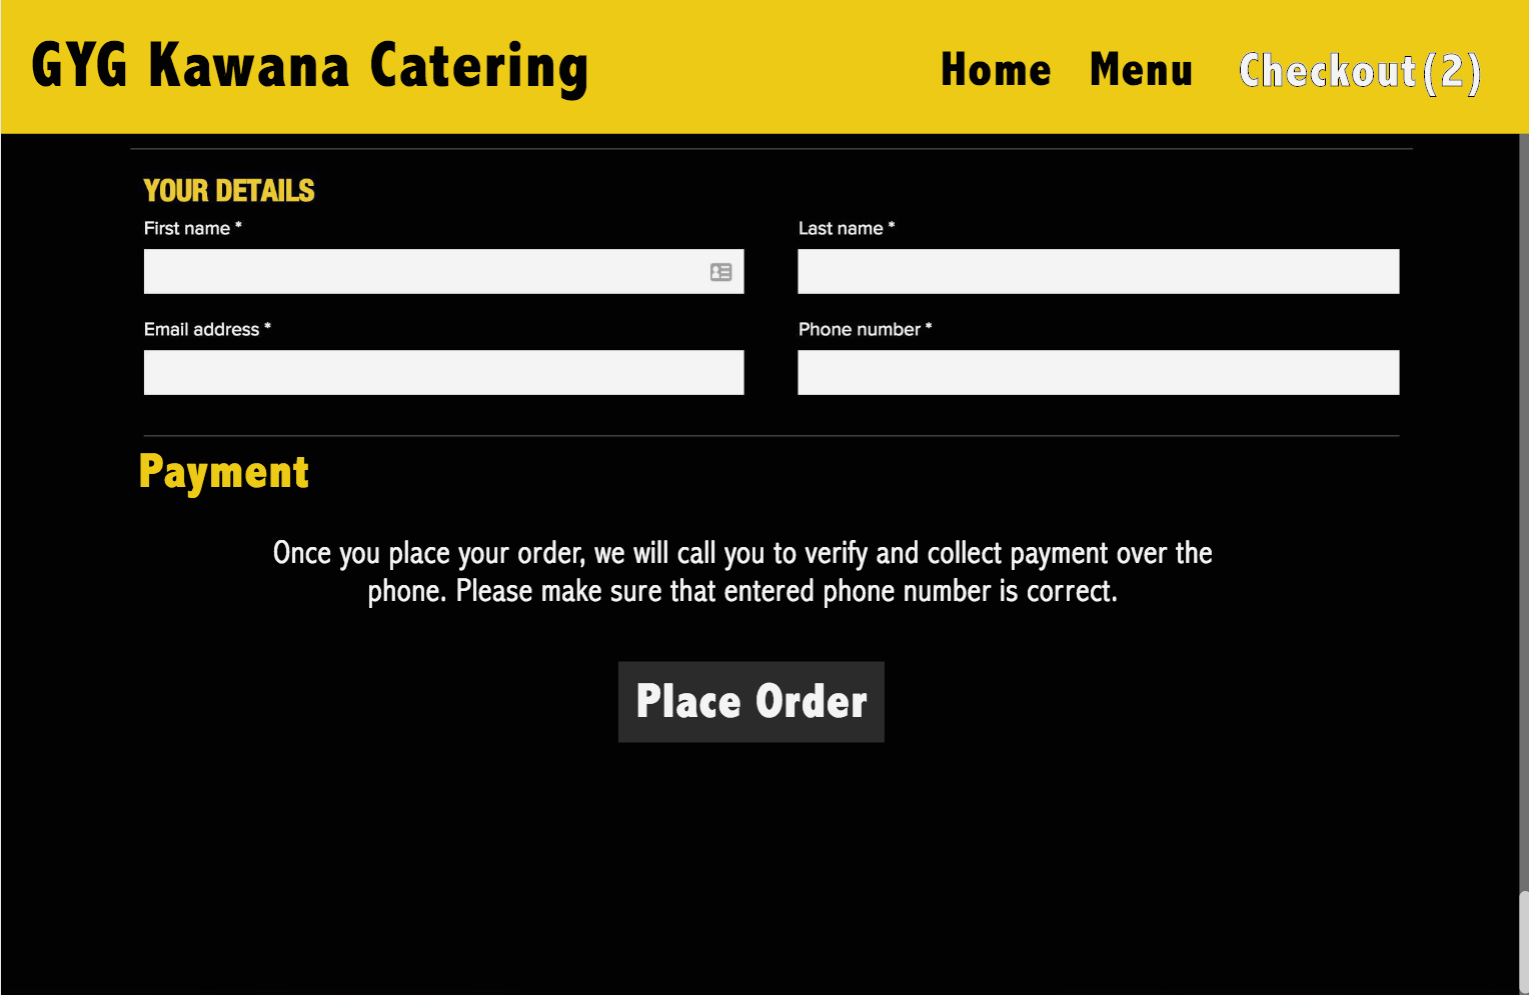 GYG Kawana Catering
Home Menu Checkout(2)
YOUR DETAILS
First name *
Last name *
Email address *
Phone number *
Payment
Once you place your order, we will call you to verify and collect payment over the
phone. Please make sure that entered phone number is correct.
Place Order